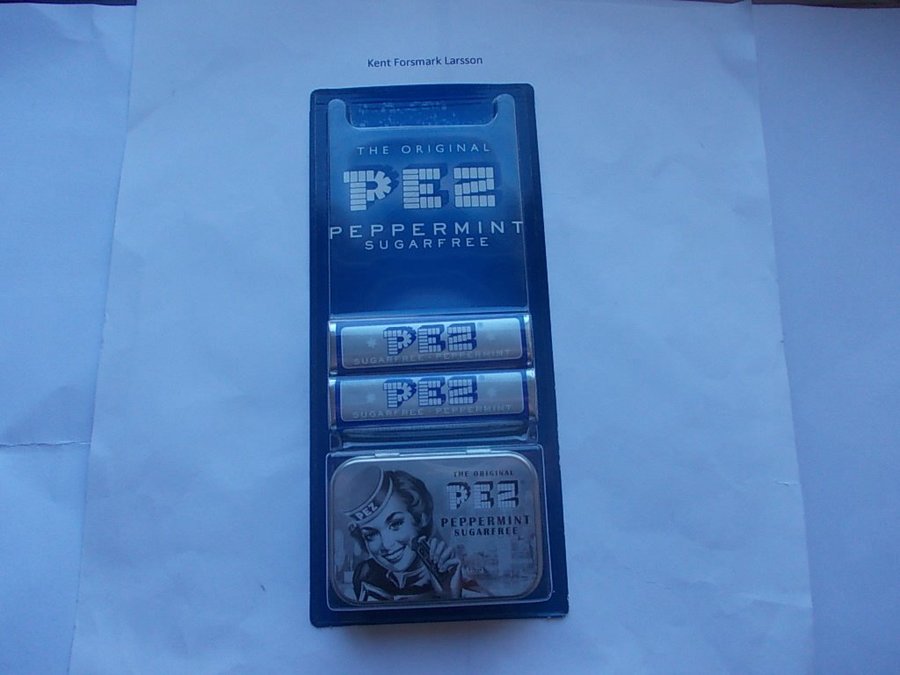 Kent Forsmark Larsson
THE ORIGINAL
PEZ
PEPPERMINT
SUGARFREE
PEZ
SUGARFREE - PEPPERMINT
PEZ
SUGARFREE - PEPPERMINT
PEZ
THE ORIGINAL
PEZ
PEPPERMINT
SUGARFREE